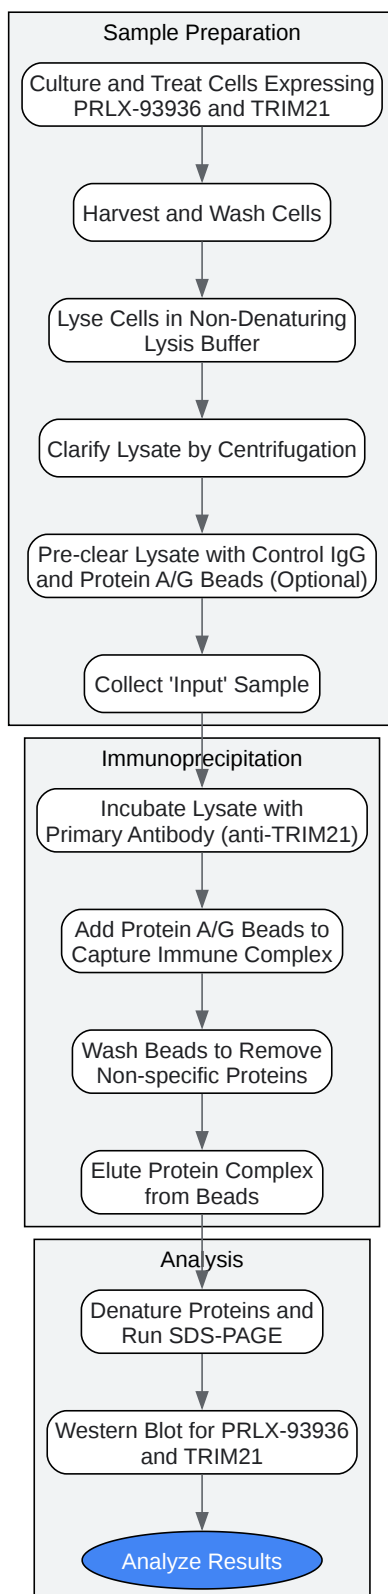 Sample Preparation
Culture and Treat Cells Expressing
PRLX-93936 and TRIM21
Harvest and Wash Cells
Lyse Cells in Non-Denaturing
Lysis Buffer
Clarify Lysate by Centrifugation
Pre-clear Lysate with Control IgG
and Protein A/G Beads (Optional)
Collect 'Input' Sample
Immunoprecipitation
Incubate Lysate with
Primary Antibody (anti-TRIM21)
Add Protein A/G Beads to
Capture Immune Complex
Wash Beads to Remove
Non-specific Proteins
Elute Protein Complex
from Beads
Analysis
Denature Proteins and
Run SDS-PAGE
Western Blot for PRLX-93936
and TRIM21
Analyze Results